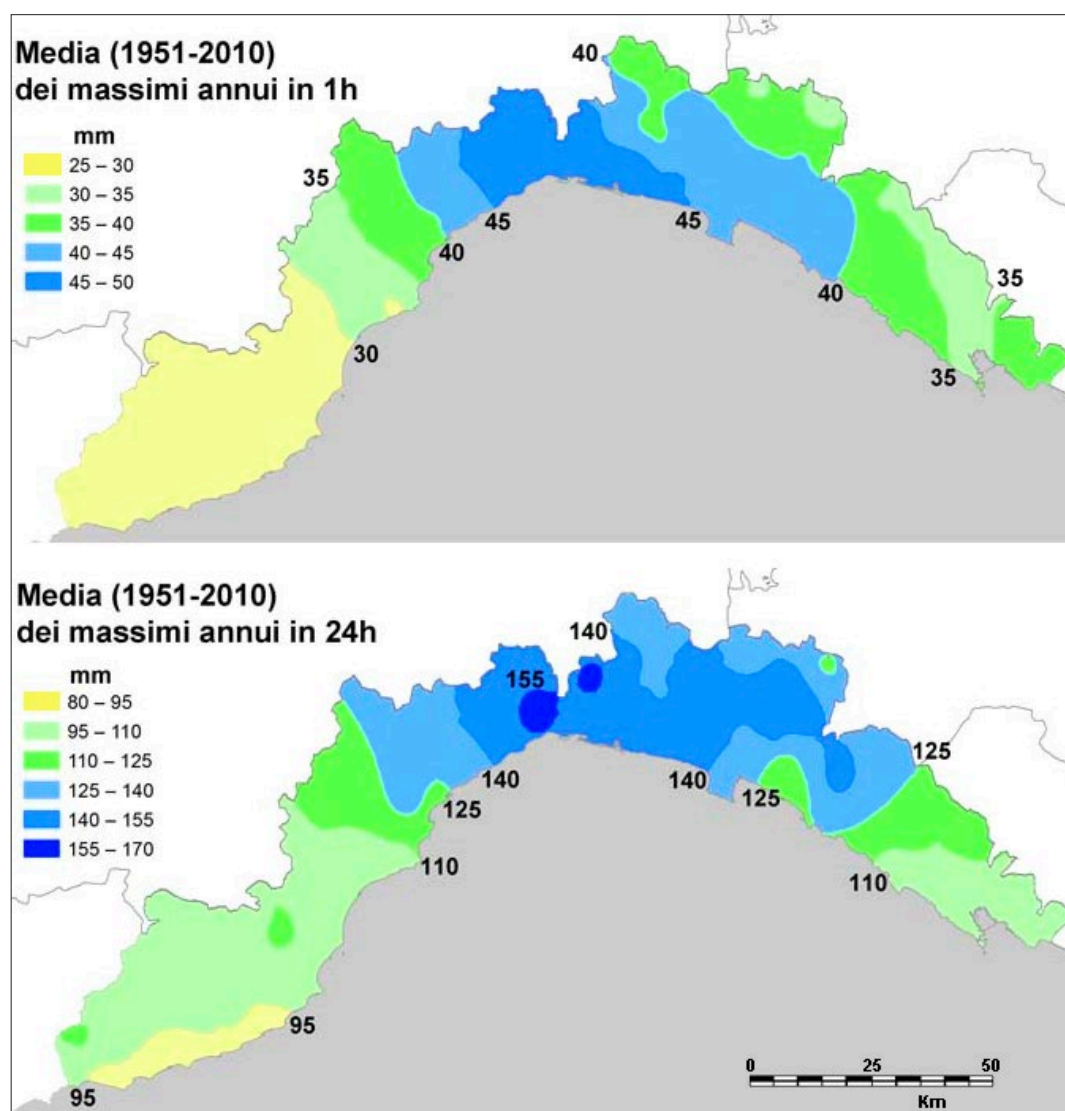 Media (1951-2010)
dei massimi annui in 1h
mm
25 – 30
30 – 35
35 – 40
40 – 45
45 – 50
40
35
45
40
30
45
40
35
35
Media (1951-2010)
dei massimi annui in 24h
mm
80 – 95
95 – 110
110 – 125
125 – 140
140 – 155
155 – 170
140
155
125
140
125
110
140
125
110
95
95
0 25 50
Km